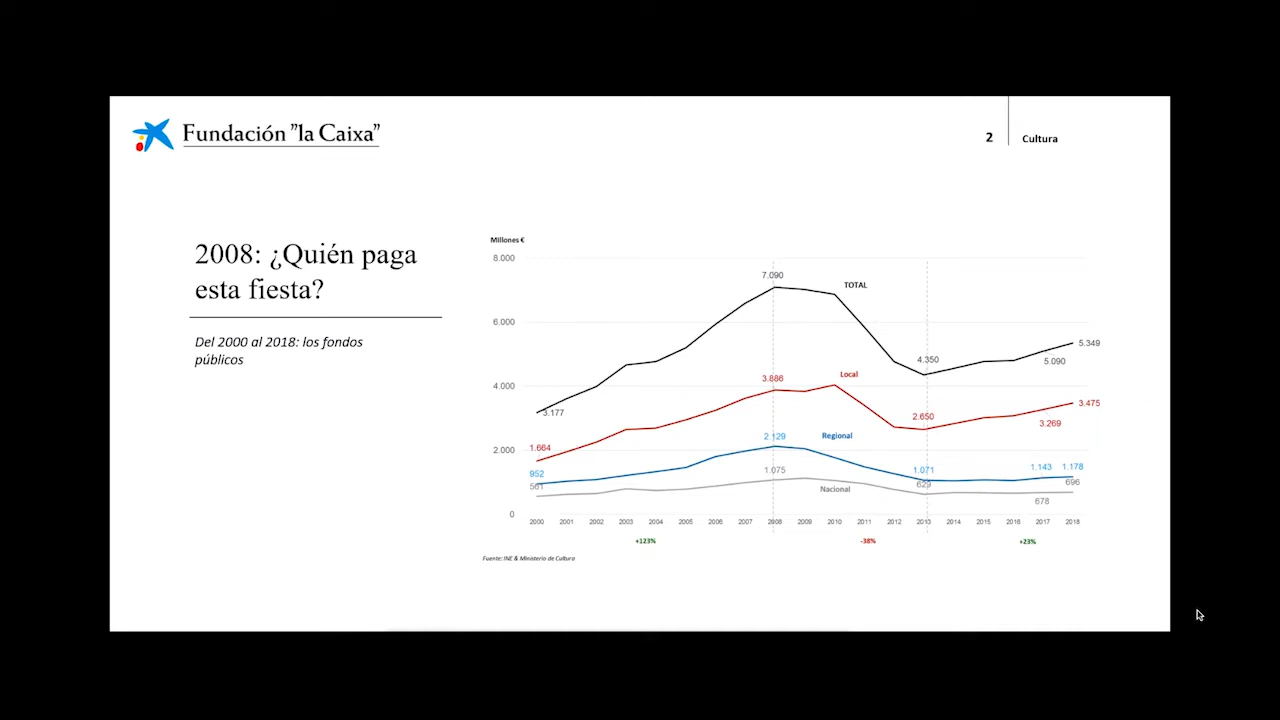 Fundación "la Caixa"
2
Cultura
2008: ¿Quién paga
esta fiesta?
Del 2000 al 2018: los fondos
públicos
Millones €
8.000
6.000
4.000
2.000
0
7.090
TOTAL
4.350
5.349
5.090
3.177
3.886
Local
2.650
3.475
3.269
1.664
2.129
Regional
1.071
1.143
1.178
952
1.075
Nacional
629
696
678
561
2000 2001 2002 2003 2004 2005 2006 2007 2008 2009 2010 2011 2012 2013 2014 2015 2016 2017 2018
+123% -38% +23%
Fuente: INE & Ministerio de Cultura